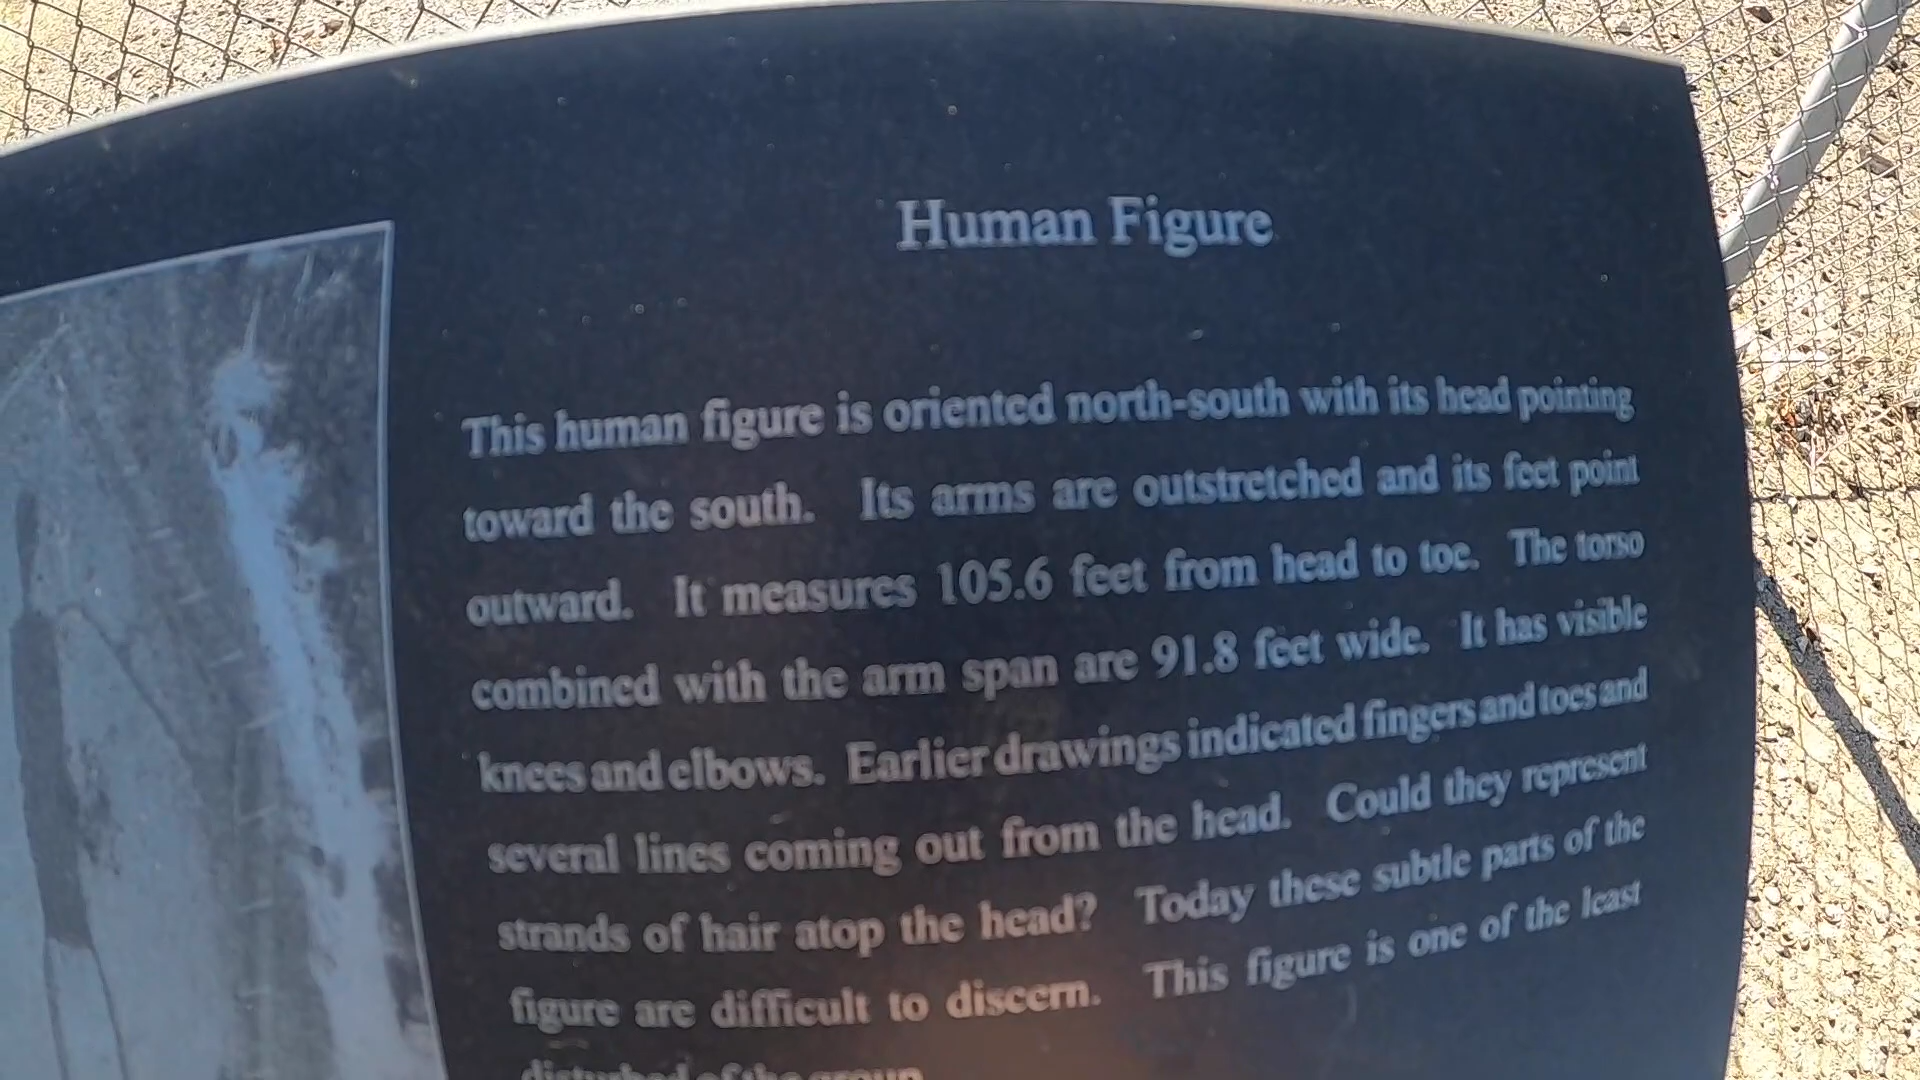 Human Figure
This human figure is oriented north-south with its head pointing
toward the south. Its arms are outstretched and its feet point
outward. It measures 105.6 feet from head to toe. The torso
combined with the arm span are 91.8 feet wide. It has visible
knees and elbows. Earlier drawings indicated fingers and toes and
several lines coming out from the head. Could they represent
strands of hair atop the head? Today these subtle parts of the
figure are difficult to discern. This figure is one of the least
disturbed of the group